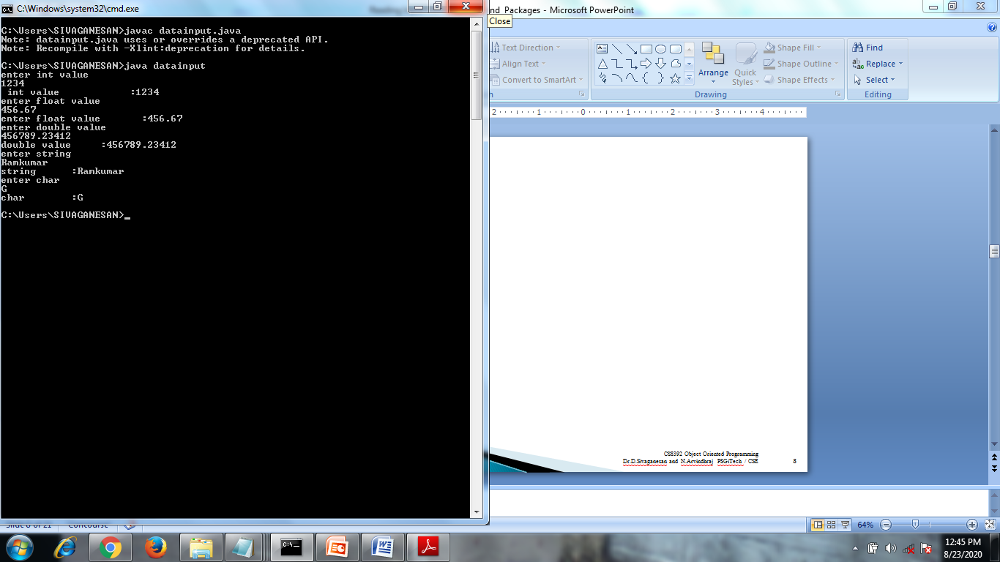 C:\Windows\system32\cmd.exe
C:\Users\SIVAGANESAN>javac datainput.java
Note: datainput.java uses or overrides a deprecated API.
Note: Recompile with -Xlint:deprecation for details.
C:\Users\SIVAGANESAN>java datainput
enter int value
1234
 int value            :1234
enter float value
456.67
enter float value       :456.67
enter double value
456789.23412
double value     :456789.23412
enter string
Ramkumar
string      :Ramkumar
enter char
G
char        :G
C:\Users\SIVAGANESAN>_
nd_Packages - Microsoft PowerPoint
Close
Text Direction
Align Text
Convert to SmartArt
Arrange
Quick Styles
Shape Fill
Shape Outline
Shape Effects
Drawing
Find
Replace
Select
Editing
2 1 0 1 2 3 4
CS8392 Object Oriented Programming
Dr.D.Sivaganesan and N.Arvindhraj PSGiTech / CSE
8
Slide 8 of 21
Concourse
64%
12:45 PM
8/23/2020